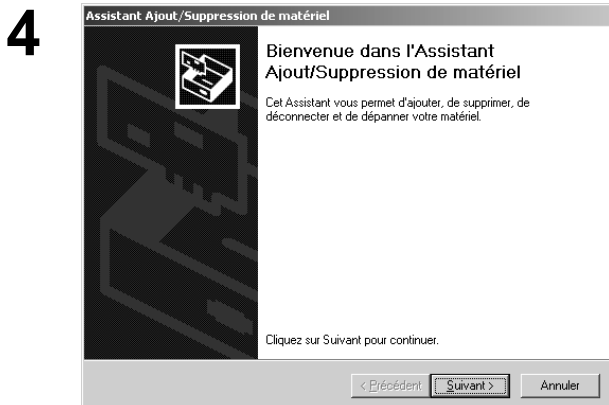 4
Assistant Ajout/Suppression de matériel
Bienvenue dans l'Assistant
Ajout/Suppression de matériel
Cet Assistant vous permet d'ajouter, de supprimer, de
déconnecter et de dépanner votre matériel.
Cliquez sur Suivant pour continuer.
< Précédent Suivant > Annuler